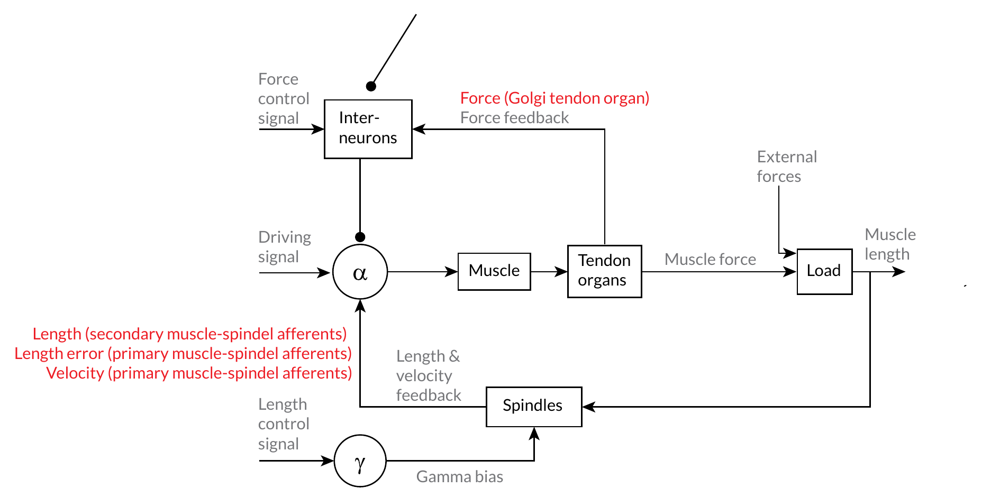 Force
control
signal
Inter-
neurons
Force (Golgi tendon organ)
Force feedback
External
forces
Driving
signal
α
Muscle
Tendon
organs
Muscle force
Load
Muscle
length
Length (secondary muscle-spindel afferents)
Length error (primary muscle-spindel afferents)
Velocity (primary muscle-spindel afferents)
Length &
velocity
feedback
Spindles
Length
control
signal
γ
Gamma bias